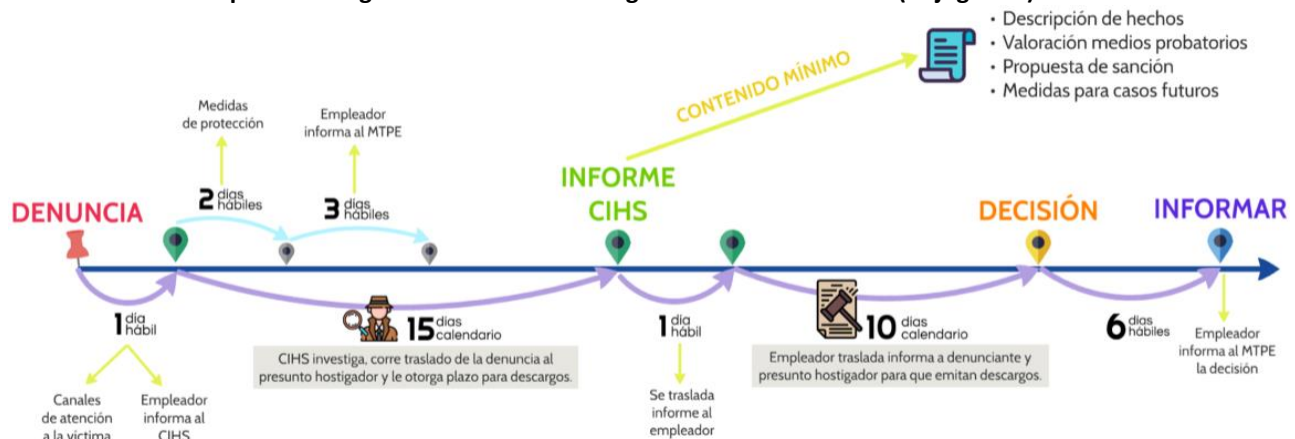 • Descripción de hechos
• Valoración medios probatorios
• Propuesta de sanción
• Medidas para casos futuros
CONTENIDO MÍNIMO
Medidas
de protección
Empleador
informa al MTPE
2 días
hábiles
3 días
hábiles
DENUNCIA
INFORME
CIHS
DECISIÓN
INFORMAR
1 día
hábil
15 dias
calendario
CIHS investiga, corre traslado de la denuncia al
presunto hostigador y le otorga plazo para descargos.
1 día
hábil
10 dias
calendario
Empleador traslada informa a denunciante y
presunto hostigador para que emitan descargos.
6 dias
hábiles
Empleador
informa al MTPE
la decisión
Canales
de atención
a la víctima
Empleador
informa al
CIHS
Se traslada
informe al
empleador